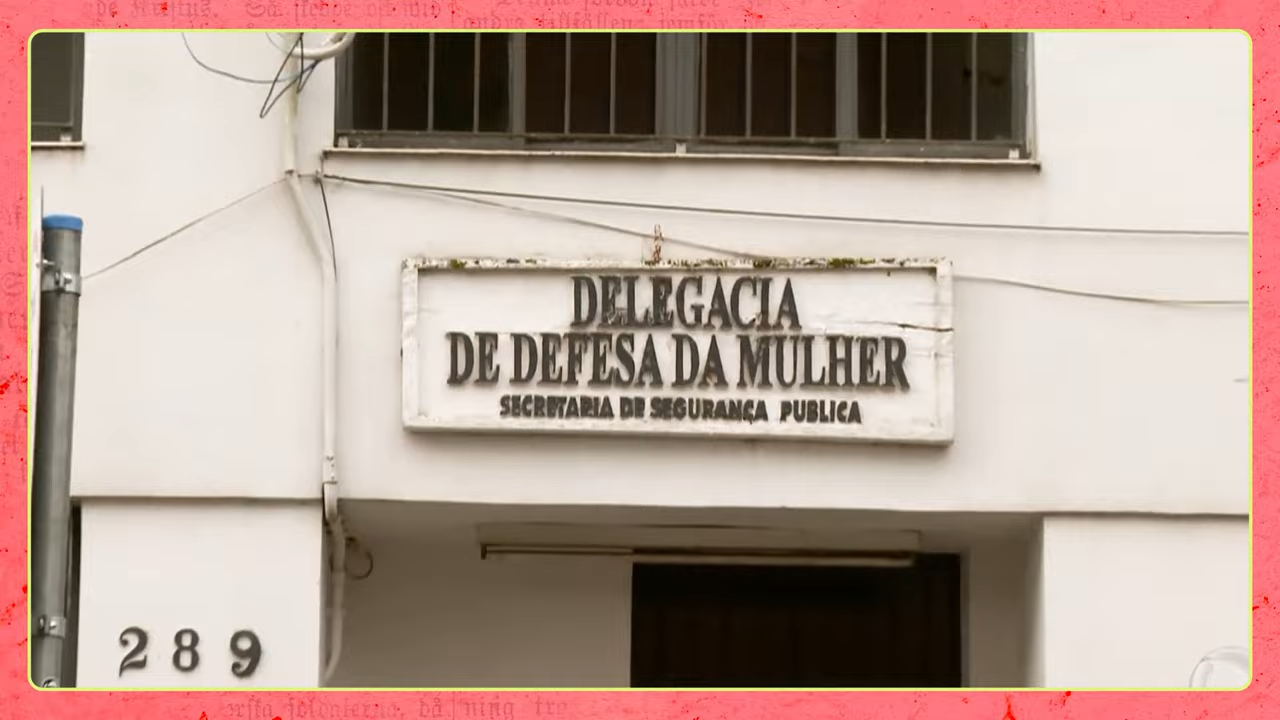 DELEGACIA
DE DEFESA DA MULHER
SECRETARIA DE SEGURANÇA PUBLICA
289